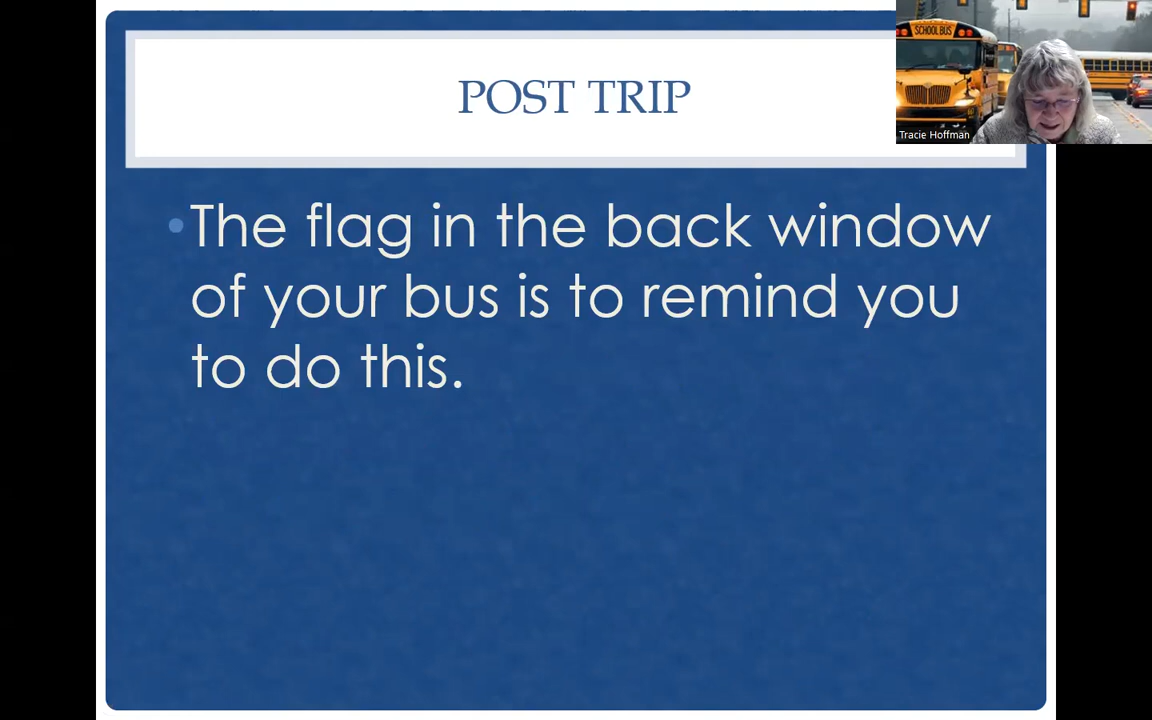 POST TRIP
SCHOOL BUS
Tracie Hoffman
•The flag in the back window
of your bus is to remind you
to do this.